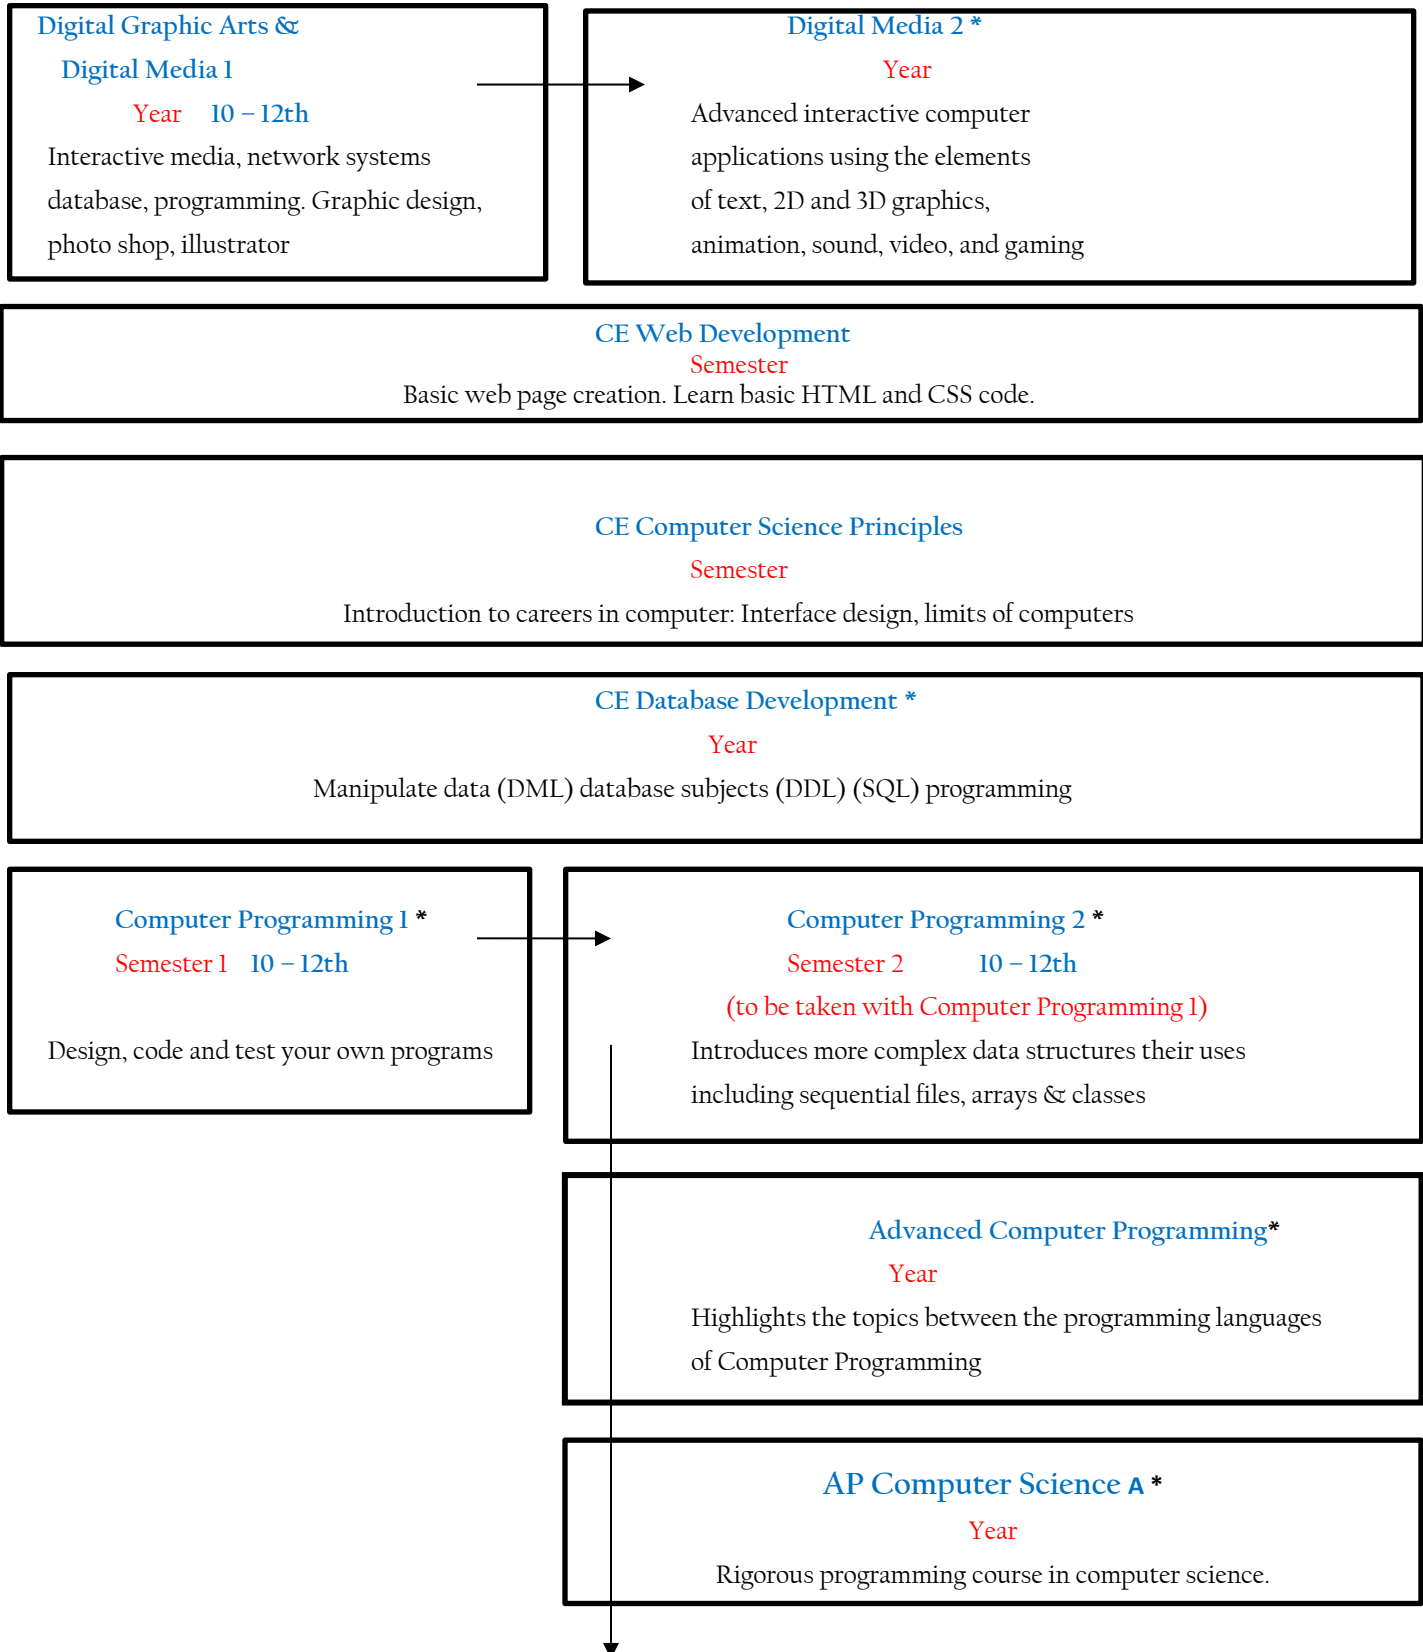 Digital Graphic Arts &
Digital Media 1
Year 10 – 12th
Interactive media, network systems
database, programming. Graphic design,
photo shop, illustrator
Digital Media 2 *
Year
Advanced interactive computer
applications using the elements
of text, 2D and 3D graphics,
animation, sound, video, and gaming
CE Web Development
Semester
Basic web page creation. Learn basic HTML and CSS code.
CE Computer Science Principles
Semester
Introduction to careers in computer: Interface design, limits of computers
CE Database Development *
Year
Manipulate data (DML) database subjects (DDL) (SQL) programming
Computer Programming 1 *
Semester 1 10 – 12th
Design, code and test your own programs
Computer Programming 2 *
Semester 2 10 – 12th
(to be taken with Computer Programming 1)
Introduces more complex data structures their uses
including sequential files, arrays & classes
Advanced Computer Programming*
Year
Highlights the topics between the programming languages
of Computer Programming
AP Computer Science A *
Year
Rigorous programming course in computer science.